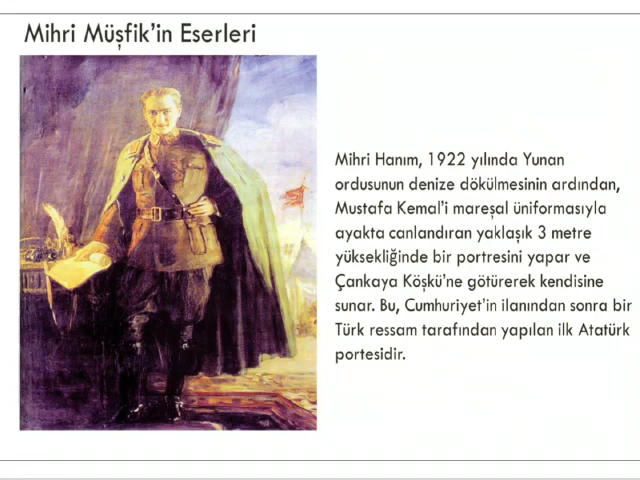 Mihri Müşfik'in Eserleri
Mihri Hanım, 1922 yılında Yunan
ordusunun denize dökülmesinin ardından,
Mustafa Kemal'i mareşal üniformasıyla
ayakta canlandıran yaklaşık 3 metre
yüksekliğinde bir portresini yapar ve
Çankaya Köşkü'ne götürerek kendisine
sunar. Bu, Cumhuriyet'in ilanından sonra bir
Türk ressam tarafından yapılan ilk Atatürk
portesidir.